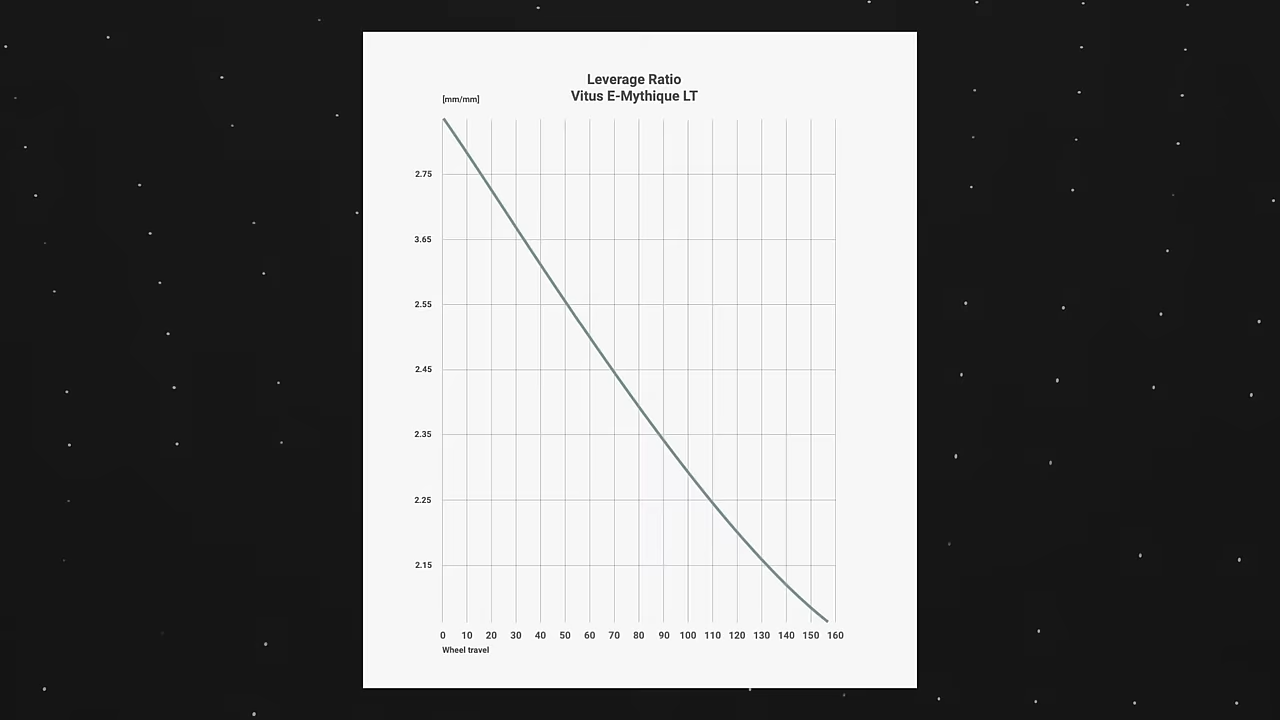 Leverage Ratio
Vitus E-Mythique LT
[mm/mm]
2.75
3.65
2.55
2.45
2.35
2.25
2.15
0 10 20 30 40 50 60 70 80 90 100 110 120 130 140 150 160
Wheel travel